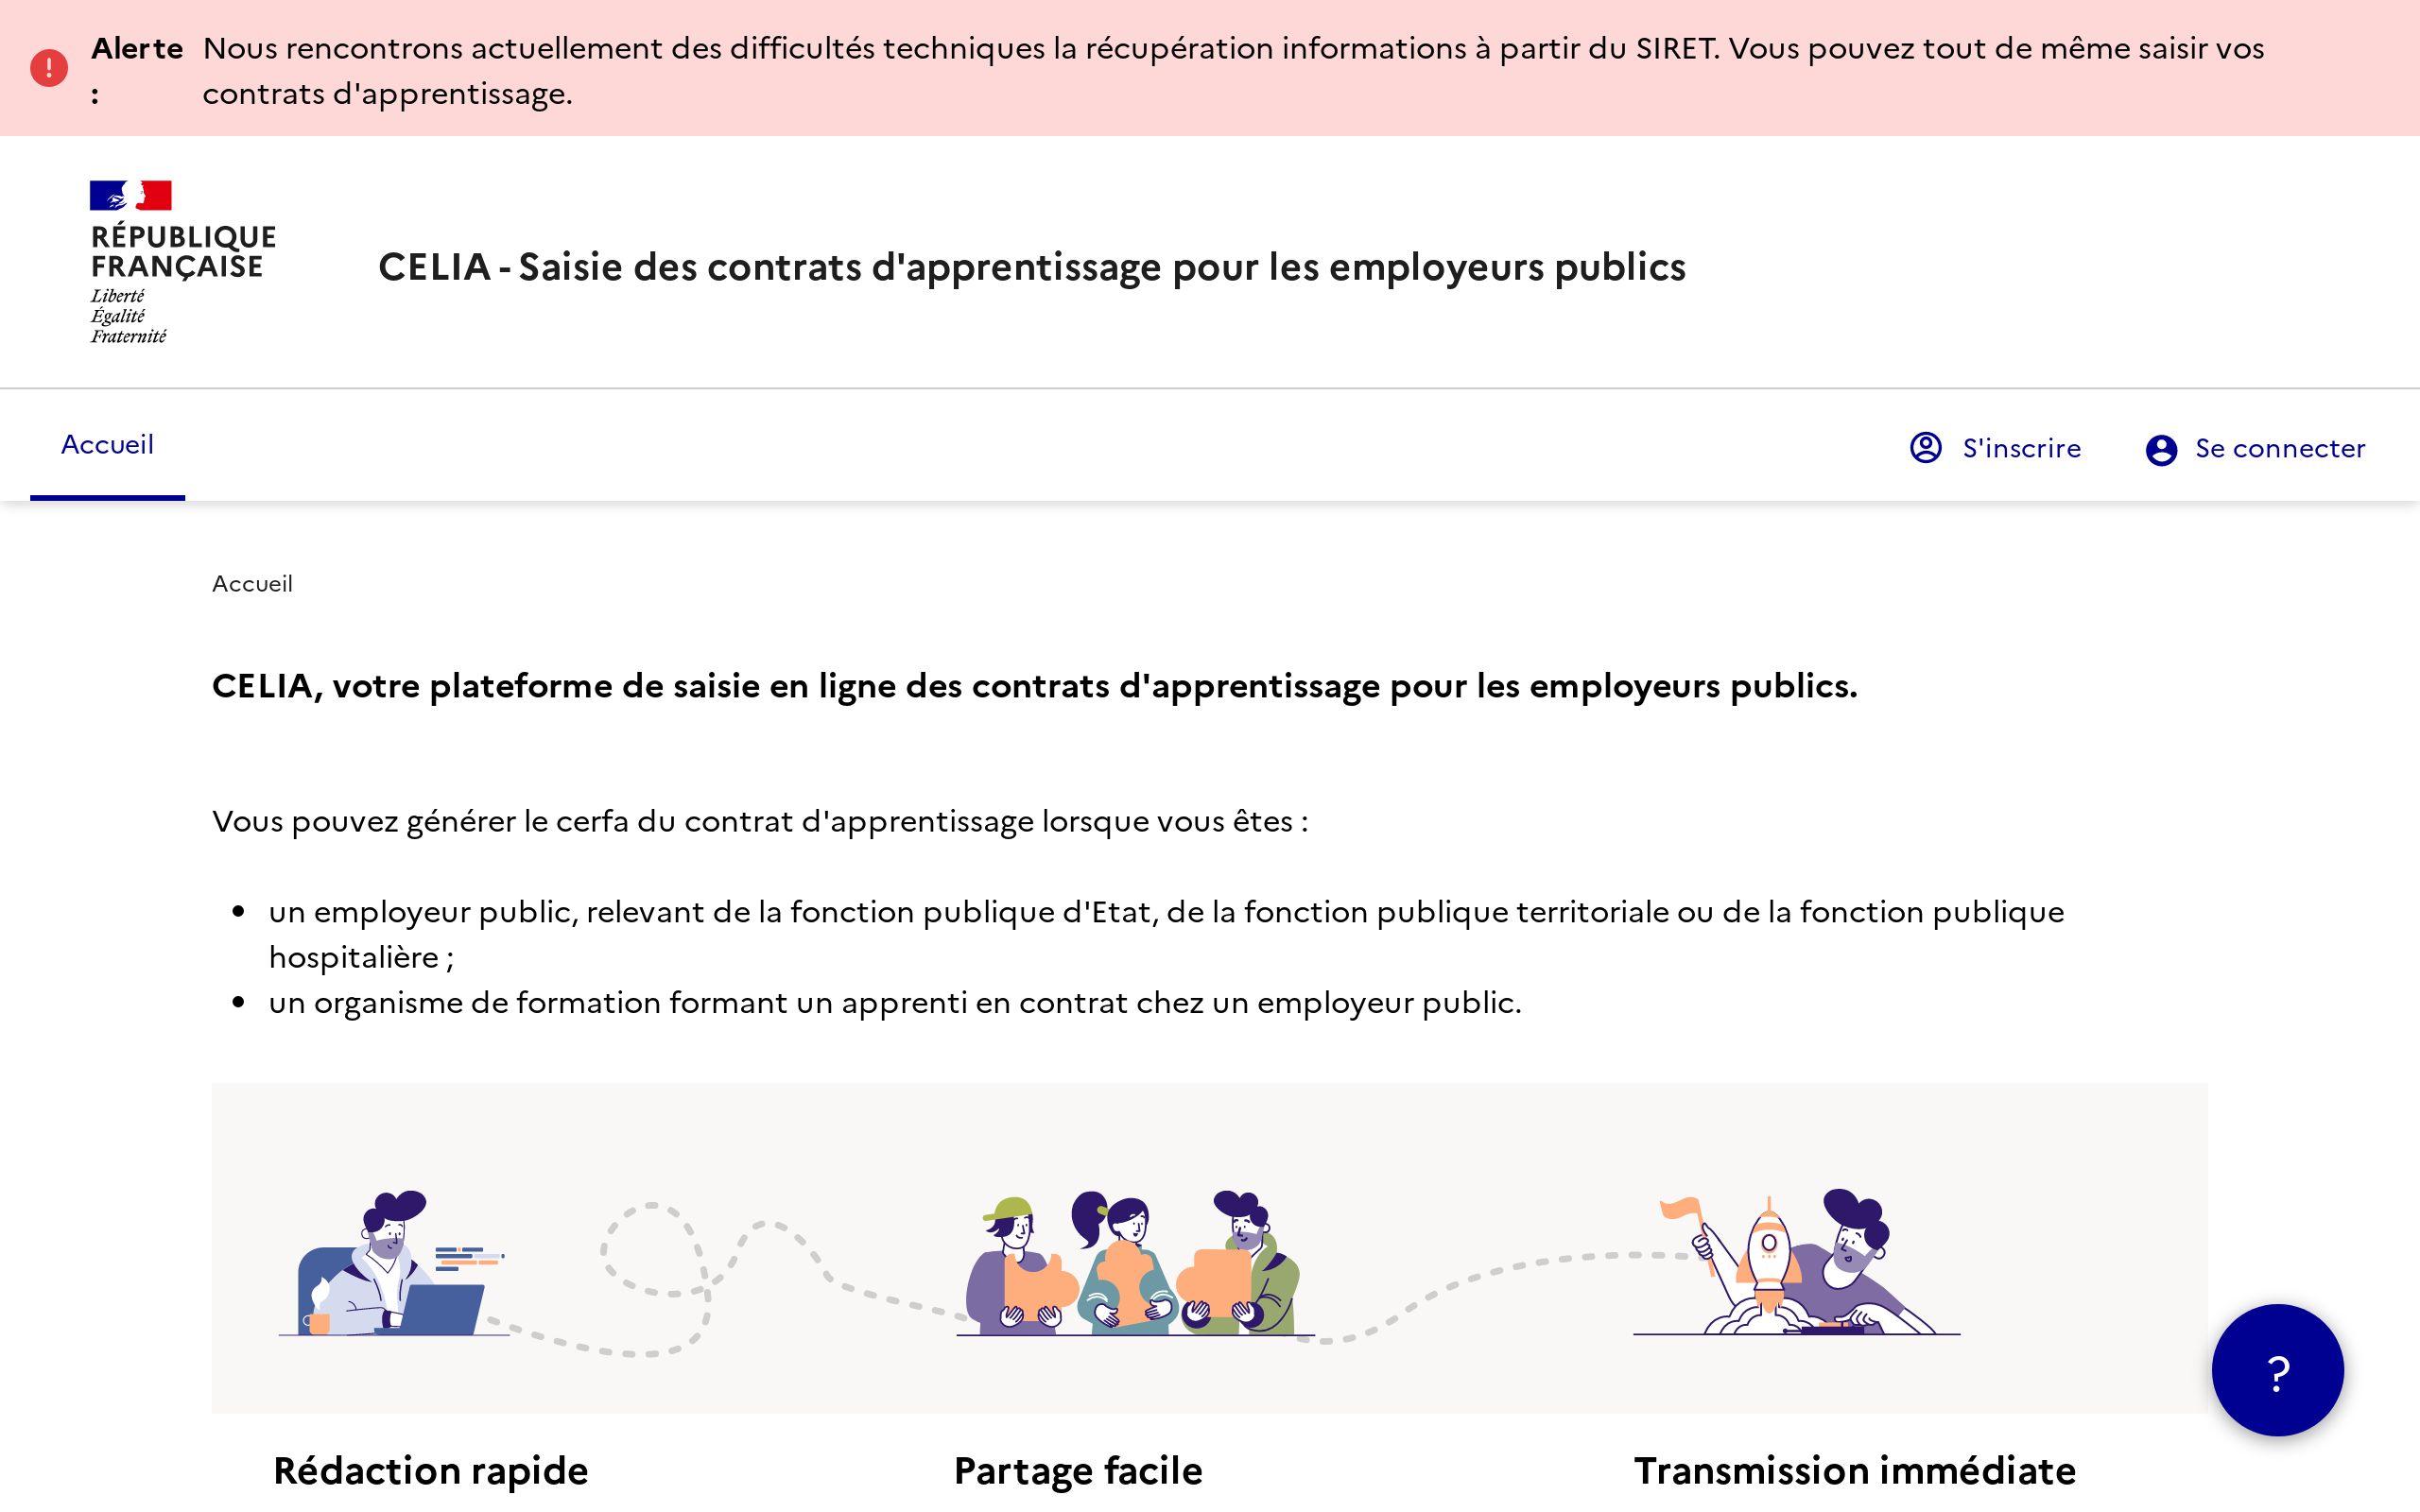 Alerte : Nous rencontrons actuellement des difficultés techniques la récupération informations à partir du SIRET. Vous pouvez tout de même saisir vos
contrats d'apprentissage.
RÉPUBLIQUE
FRANÇAISE
Liberté
Égalité
Fraternité
CELIA - Saisie des contrats d'apprentissage pour les employeurs publics
Accueil
S'inscrire
Se connecter
Accueil
CELIA, votre plateforme de saisie en ligne des contrats d'apprentissage pour les employeurs publics.
Vous pouvez générer le cerfa du contrat d'apprentissage lorsque vous êtes :
un employeur public, relevant de la fonction publique d'Etat, de la fonction publique territoriale ou de la fonction publique
hospitalière ;
un organisme de formation formant un apprenti en contrat chez un employeur public.
?
Rédaction rapide
Partage facile
Transmission immédiate